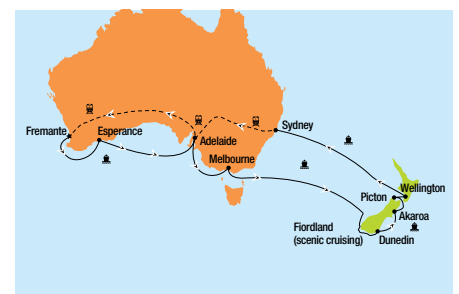 Fremante
Esperance
Adelaide
Sydney
Melbourne
Wellington
Picton
Akaroa
Fiordland
(scenic cruising)
Dunedin